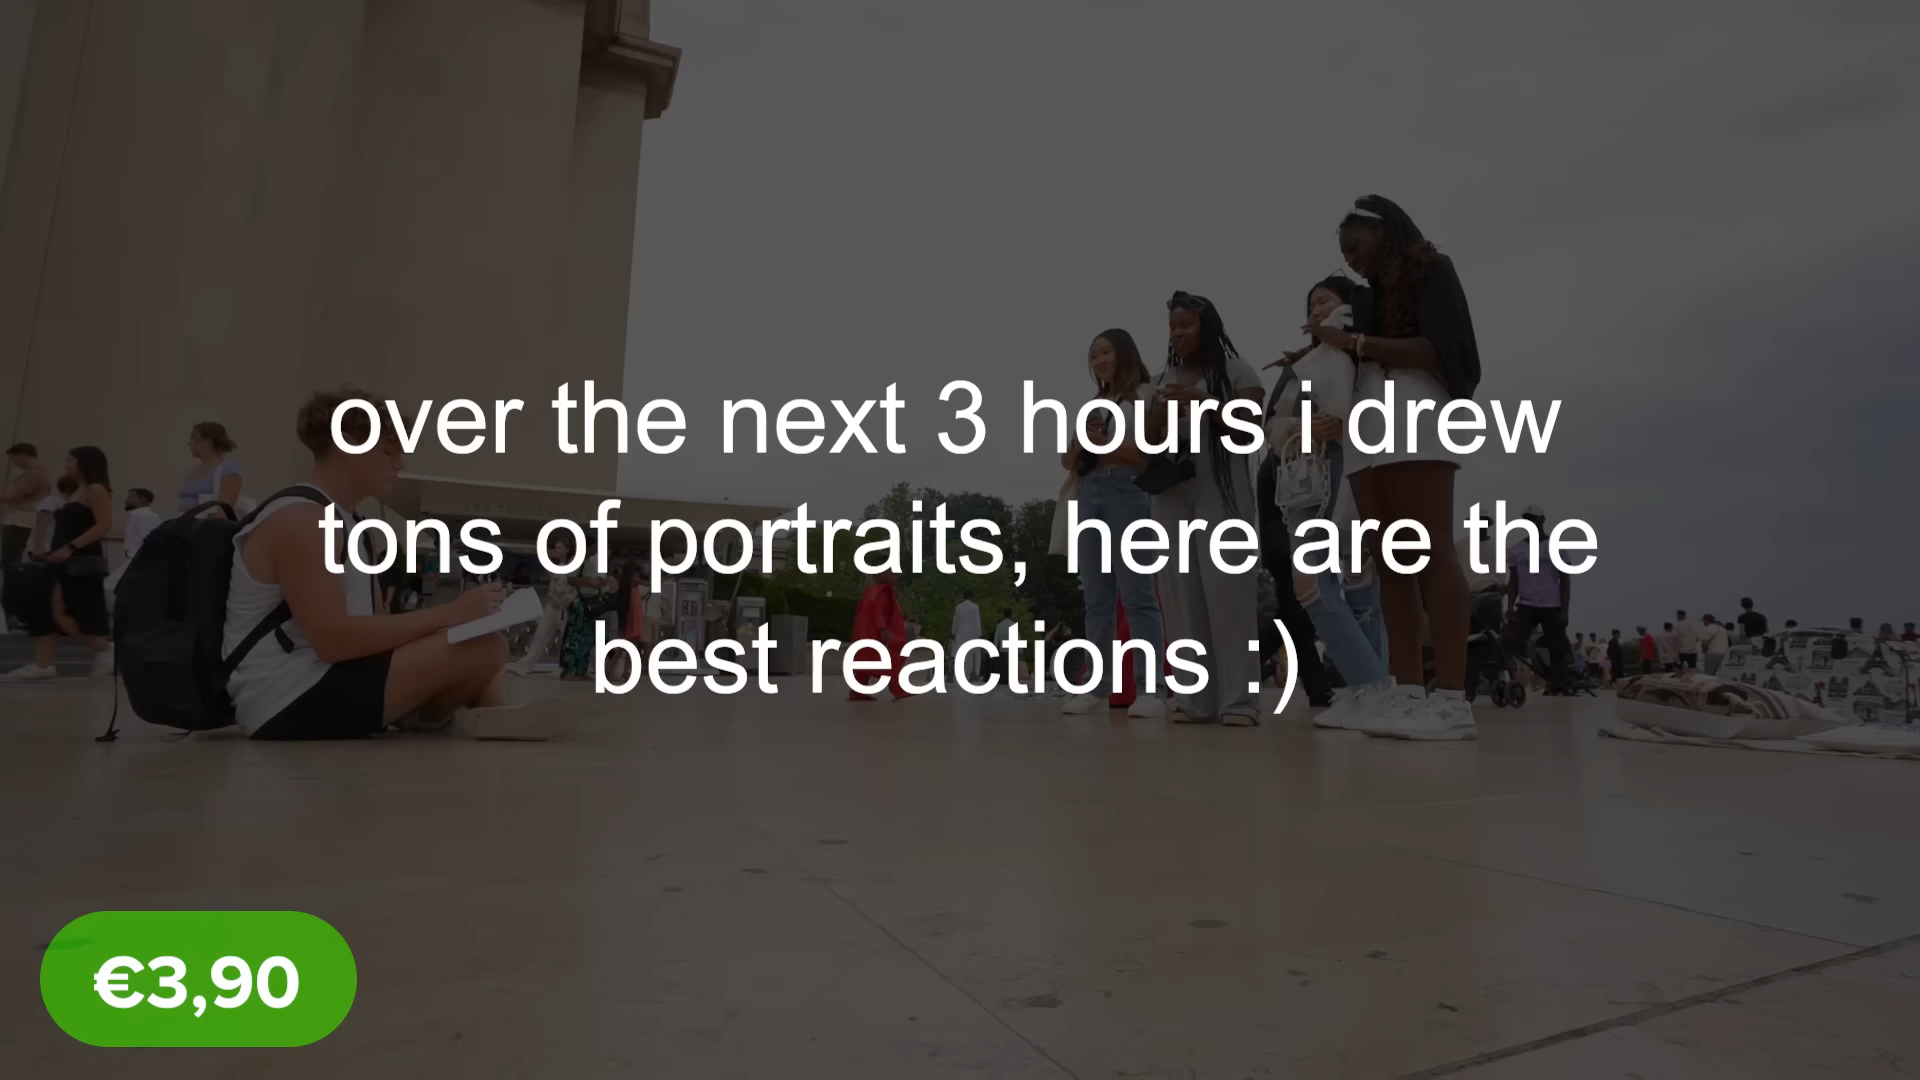 over the next 3 hours i drew
tons of portraits, here are the
best reactions :)
€3,90